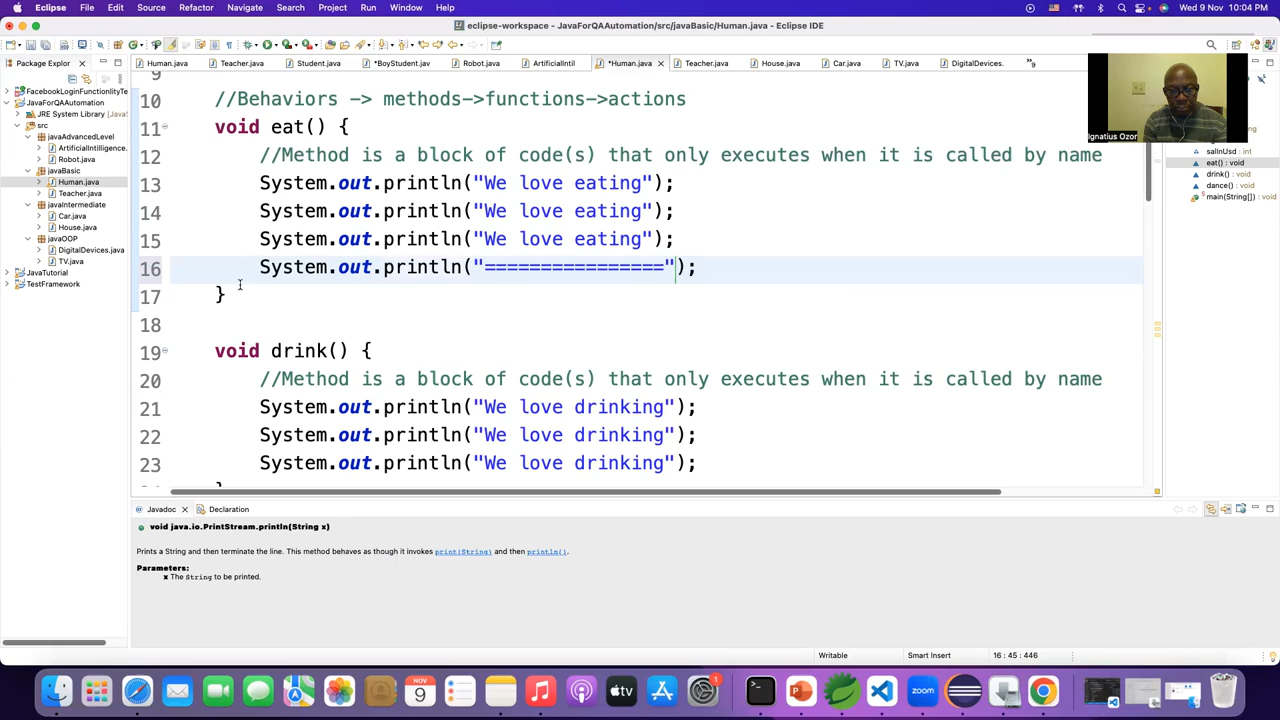 Eclipse File Edit Source Refactor Navigate Search Project Run Window Help
Wed 9 Nov 10:04 PM
eclipse-workspace - JavaForQAAutomation/src/javaBasic/Human.java - Eclipse IDE
Package Explorer
Human.java
Teacher.java
Student.java
*BoyStudent.jav
Robot.java
ArtificialIntell
*Human.java
Teacher.java
House.java
Car.java
TV.java
DigitalDevices.
»9
FacebookLoginFunctionlityTe
JavaForQAAutomation
JRE System Library [Java
src
javaAdvancedLevel
ArtificialIntelligence.
Robot.java
javaBasic
Human.java
Teacher.java
javaIntermediate
Car.java
House.java
javaOOP
DigitalDevices.java
TV.java
JavaTutorial
TestFramework
9
10 //Behaviors -> methods->functions->actions
11 void eat() {
12 //Method is a block of code(s) that only executes when it is called by name
13 System.out.println("We love eating");
14 System.out.println("We love eating");
15 System.out.println("We love eating");
16 System.out.println("================");
17 }
18
19 void drink() {
20 //Method is a block of code(s) that only executes when it is called by name
21 System.out.println("We love drinking");
22 System.out.println("We love drinking");
23 System.out.println("We love drinking");
Ignatius Ozor
salInUsd : int
eat() : void
drink() : void
dance() : void
main(String[]) : void
Javadoc
Declaration
void java.io.PrintStream.println(String x)
Prints a String and then terminate the line. This method behaves as though it invokes print(String) and then println().
Parameters:
x The String to be printed.
Writable
Smart Insert
16 : 45 : 446
NOV
9
tv
zoom
1